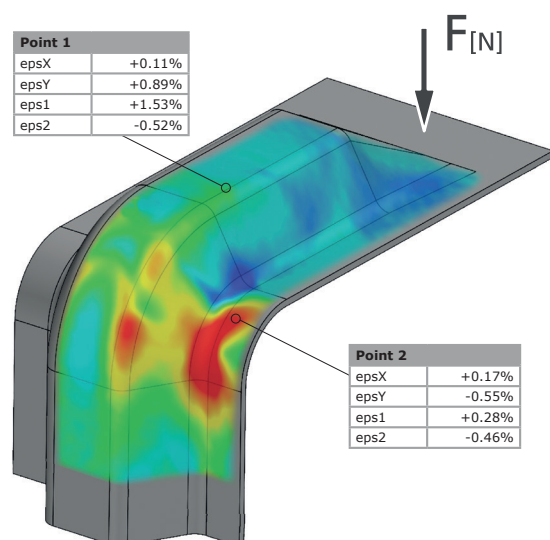 F[N]
Point 1
epsX +0.11%
epsY +0.89%
eps1 +1.53%
eps2 -0.52%
Point 2
epsX +0.17%
epsY -0.55%
eps1 +0.28%
eps2 -0.46%